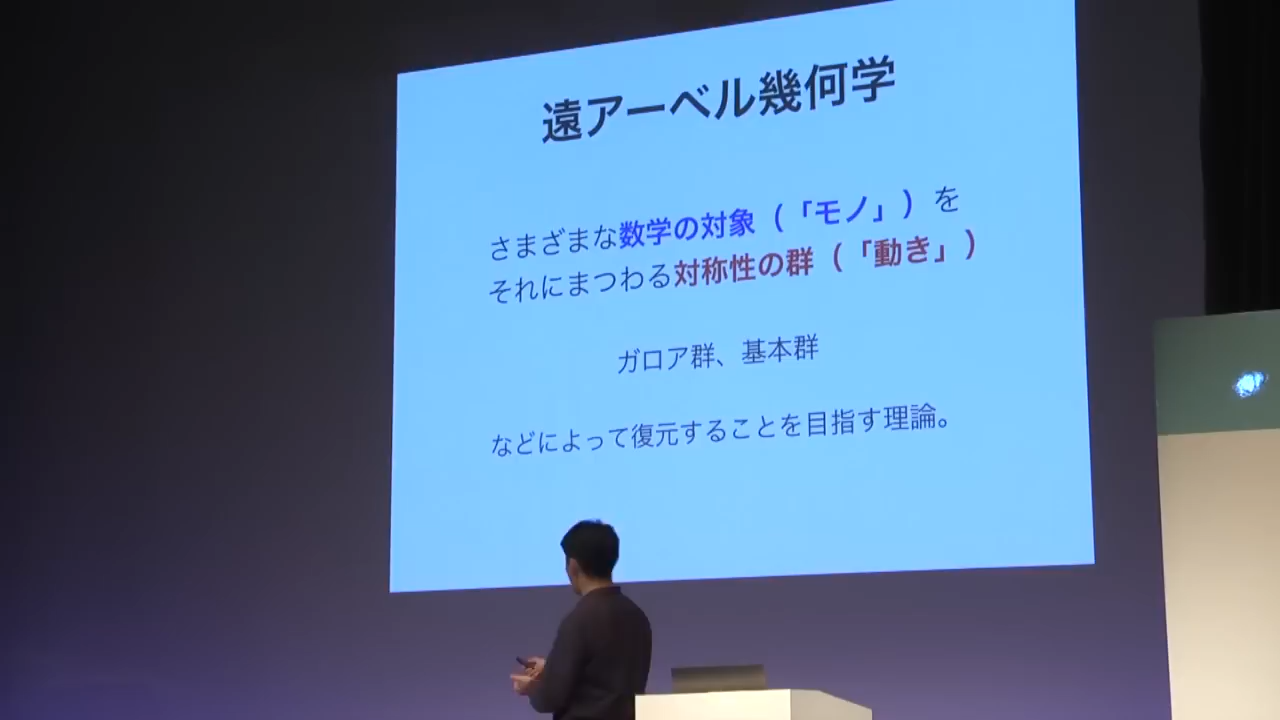 遠アーベル幾何学
さまざまな数学の対象（「モノ」）を
それにまつわる対称性の群（「動き」）
ガロア群、基本群
などによって復元することを目指す理論。